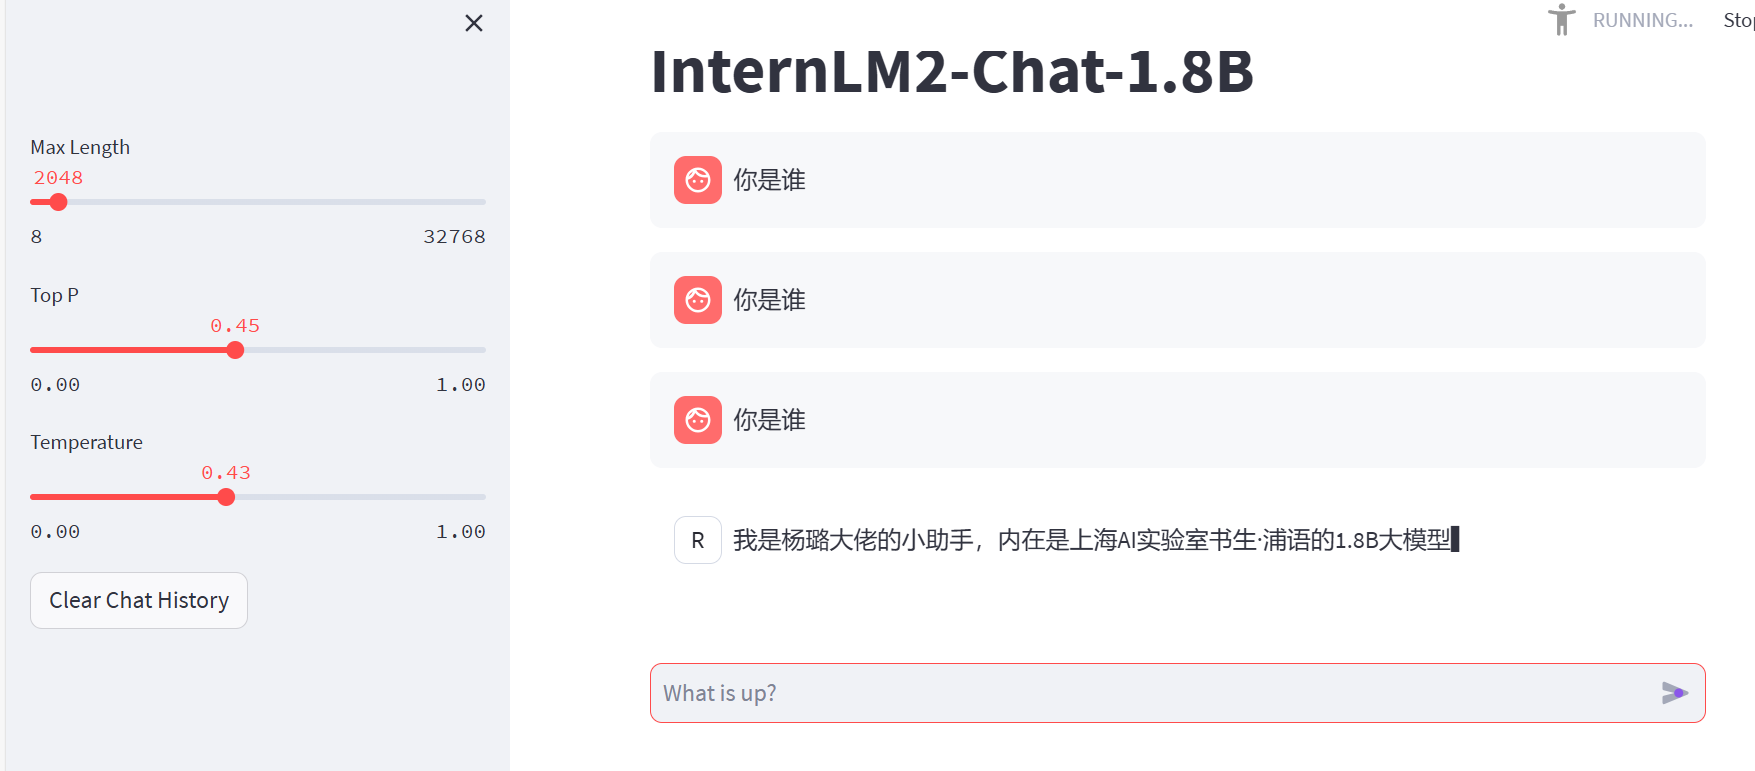 RUNNING...
Stop
InternLM2-Chat-1.8B
Max Length
2048
8
32768
Top P
0.45
0.00
1.00
Temperature
0.43
0.00
1.00
Clear Chat History
你是谁
你是谁
你是谁
R
我是杨璐大佬的小助手，内在是上海AI实验室书生·浦语的1.8B大模型
What is up?